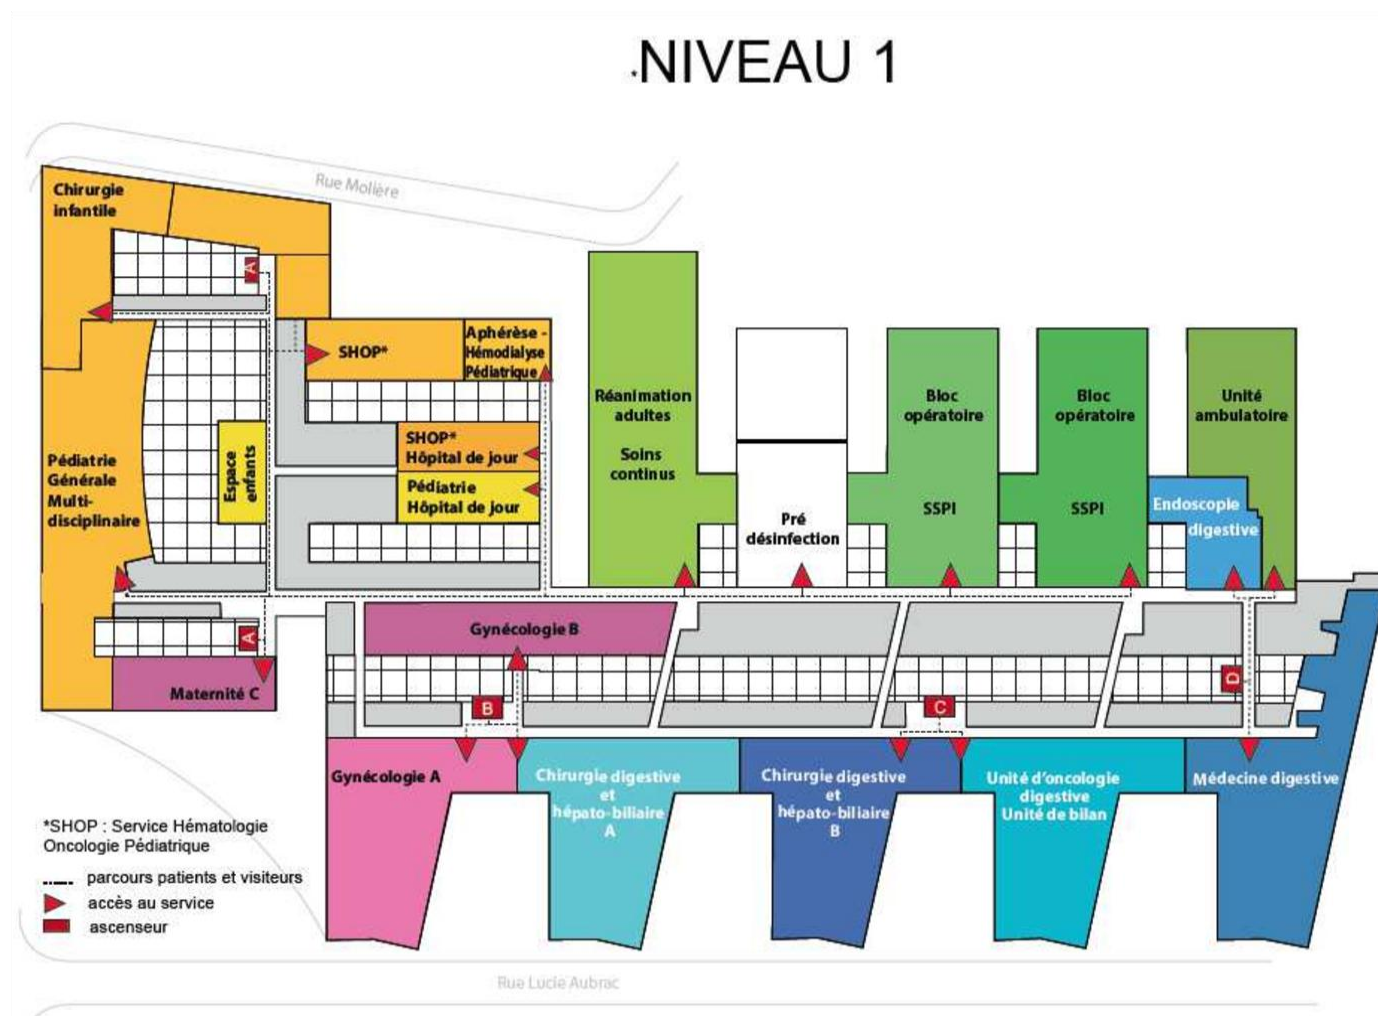 *NIVEAU 1
Rue Molière
Chirurgie
infantile
A
SHOP*
Aphérèse -
Hémodialyse
Pédiatrique
SHOP*
Hôpital de jour
Pédiatrie
Hôpital de jour
Espace
enfants
Pédiatrie
Générale
Multi-
disciplinaire
A
Maternité C
Réanimation
adultes
Soins
continus
Pré
désinfection
Bloc
opératoire
SSPI
Bloc
opératoire
SSPI
Unité
ambulatoire
Endoscopie
digestive
Gynécologie B
B
C
D
Gynécologie A
Chirurgie digestive
et
hépato-biliaire
A
Chirurgie digestive
et
hépato-biliaire
B
Unité d'oncologie
digestive
Unité de bilan
Médecine digestive
*SHOP : Service Hématologie
Oncologie Pédiatrique
parcours patients et visiteurs
accès au service
ascenseur
Rue Lucie Aubrac